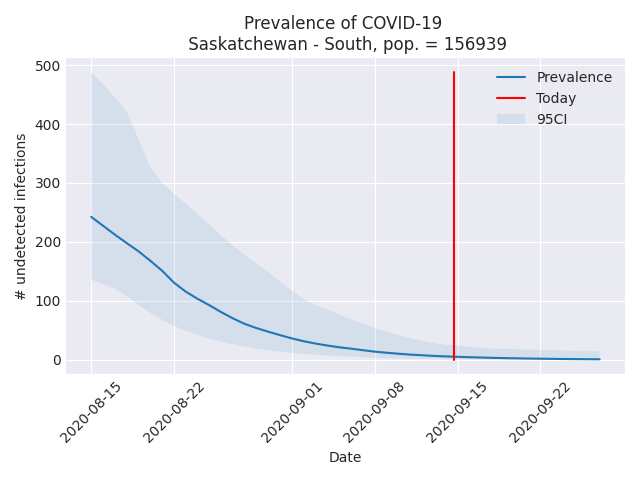 Prevalence of COVID-19
Saskatchewan - South, pop. = 156939
500
400
300
200
100
0
# undetected infections
Prevalence
Today
95CI
2020-08-15
2020-08-22
2020-09-01
2020-09-08
2020-09-15
2020-09-22
Date